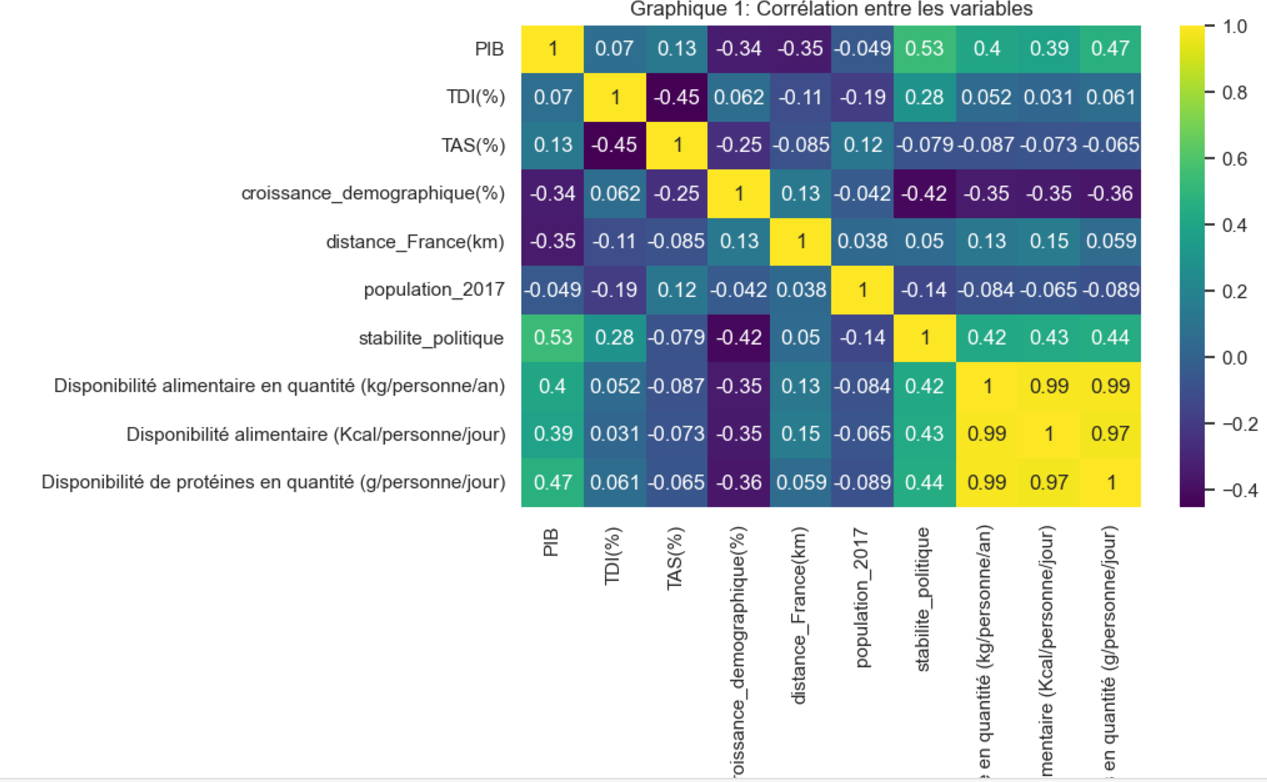 Graphique 1: Corrélation entre les variables
PIB 1 0.07 0.13 -0.34 -0.35 -0.049 0.53 0.4 0.39 0.47
TDI(%) 0.07 1 -0.45 0.062 -0.11 -0.19 0.28 0.052 0.031 0.061
TAS(%) 0.13 -0.45 1 -0.25 -0.085 0.12 -0.079 -0.087 -0.073 -0.065
croissance_demographique(%) -0.34 0.062 -0.25 1 0.13 -0.042 -0.42 -0.35 -0.35 -0.36
distance_France(km) -0.35 -0.11 -0.085 0.13 1 0.038 0.05 0.13 0.15 0.059
population_2017 -0.049 -0.19 0.12 -0.042 0.038 1 -0.14 -0.084 -0.065 -0.089
stabilite_politique 0.53 0.28 -0.079 -0.42 0.05 -0.14 1 0.42 0.43 0.44
Disponibilité alimentaire en quantité (kg/personne/an) 0.4 0.052 -0.087 -0.35 0.13 -0.084 0.42 1 0.99 0.99
Disponibilité alimentaire (Kcal/personne/jour) 0.39 0.031 -0.073 -0.35 0.15 -0.065 0.43 0.99 1 0.97
Disponibilité de protéines en quantité (g/personne/jour) 0.47 0.061 -0.065 -0.36 0.059 -0.089 0.44 0.99 0.97 1
PIB
TDI(%)
TAS(%)
roissance_demographique(%)
distance_France(km)
population_2017
stabilite_politique
en quantité (kg/personne/an)
mentaire (Kcal/personne/jour)
en quantité (g/personne/jour)
1.0
0.8
0.6
0.4
0.2
0.0
−0.2
−0.4